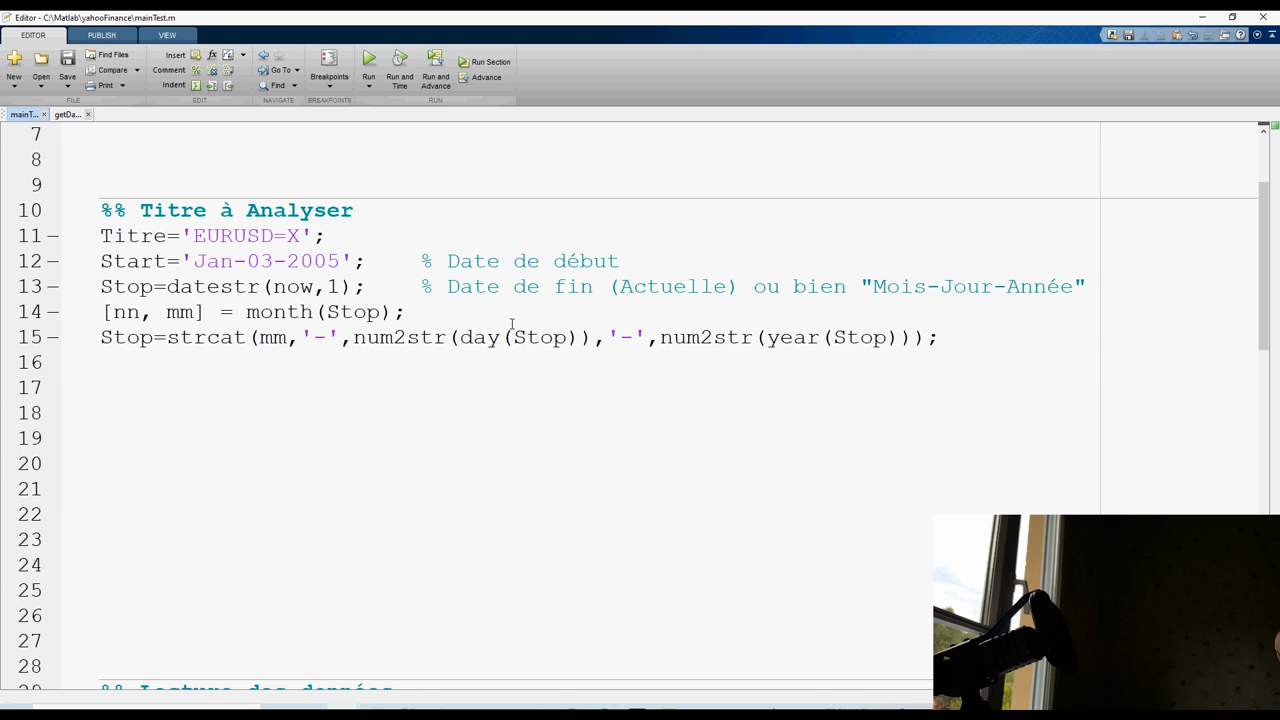 Editor - C:\Matlab\yahooFinance\mainTest.m
EDITOR PUBLISH VIEW
New Open Save Find Files Compare Print Insert Comment Indent Go To Find Breakpoints Run Run and Time Run and Advance Run Section Advance
FILE EDIT NAVIGATE BREAKPOINTS RUN
mainT... getDa...
7
8
9
10 %% Titre à Analyser
11 Titre='EURUSD=X';
12 Start='Jan-03-2005'; % Date de début
13 Stop=datestr(now,1); % Date de fin (Actuelle) ou bien "Mois-Jour-Année"
14 [nn, mm] = month(Stop);
15 Stop=strcat(mm,'-',num2str(day(Stop)),'-',num2str(year(Stop)));
16
17
18
19
20
21
22
23
24
25
26
27
28
%% Lecture des données